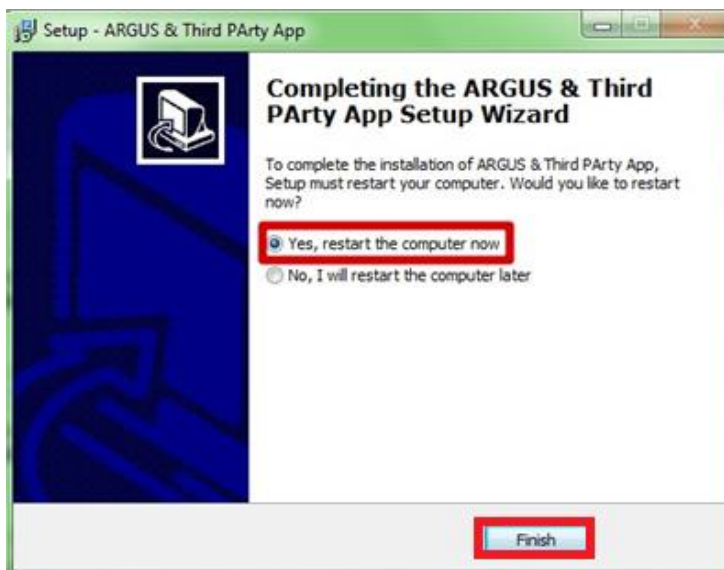 Setup - ARGUS & Third PArty App
Completing the ARGUS & Third
PArty App Setup Wizard
To complete the installation of ARGUS & Third PArty App,
Setup must restart your computer. Would you like to restart
now?
Yes, restart the computer now
No, I will restart the computer later
Finish